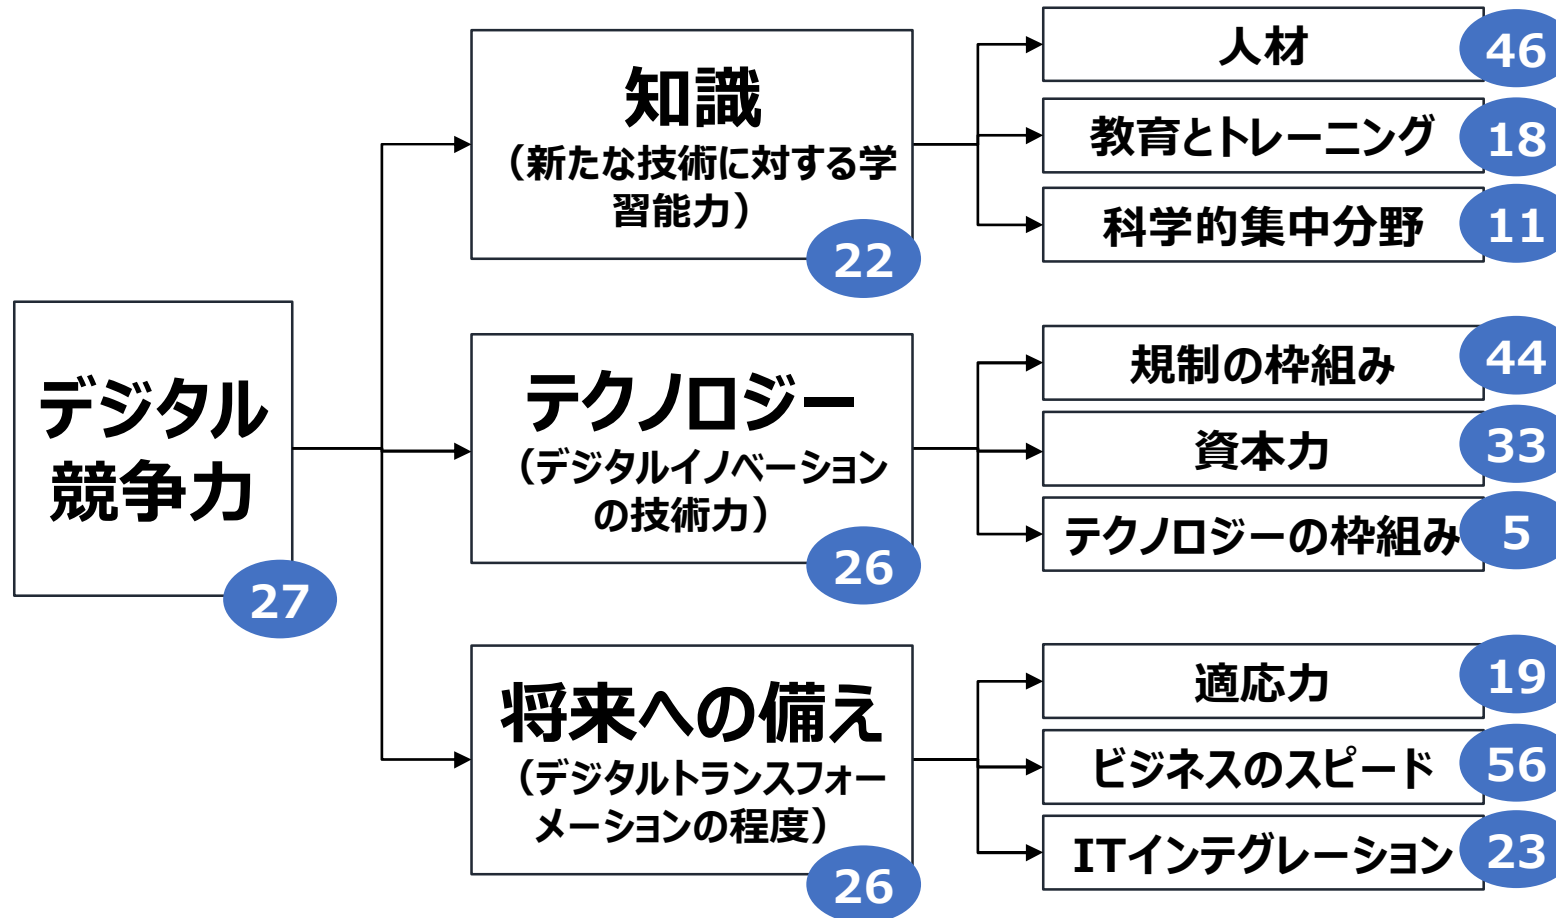 デジタル
競争力
27
知識
（新たな技術に対する学
習能力）
22
人材
46
教育とトレーニング
18
科学的集中分野
11
テクノロジー
（デジタルイノベーション
の技術力）
26
規制の枠組み
44
資本力
33
テクノロジーの枠組み
5
将来への備え
（デジタルトランスフォー
メーションの程度）
26
適応力
19
ビジネスのスピード
56
ITインテグレーション
23